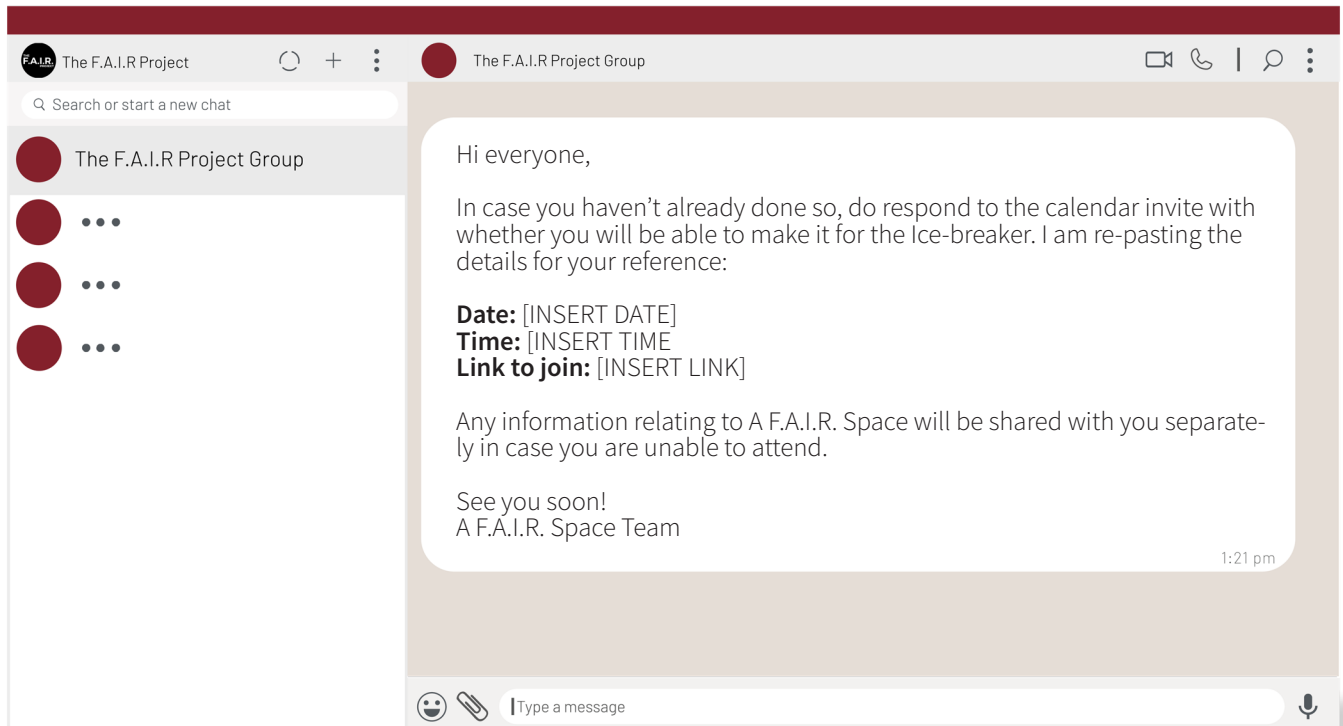 THE
F.A.I.R.
PROJECT
The F.A.I.R Project
Search or start a new chat
The F.A.I.R Project Group
The F.A.I.R Project Group
Hi everyone,
In case you haven’t already done so, do respond to the calendar invite with
whether you will be able to make it for the Ice-breaker. I am re-pasting the
details for your reference:
Date: [INSERT DATE]
Time: [INSERT TIME
Link to join: [INSERT LINK]
Any information relating to A F.A.I.R. Space will be shared with you separate-
ly in case you are unable to attend.
See you soon!
A F.A.I.R. Space Team
1:21 pm
Type a message